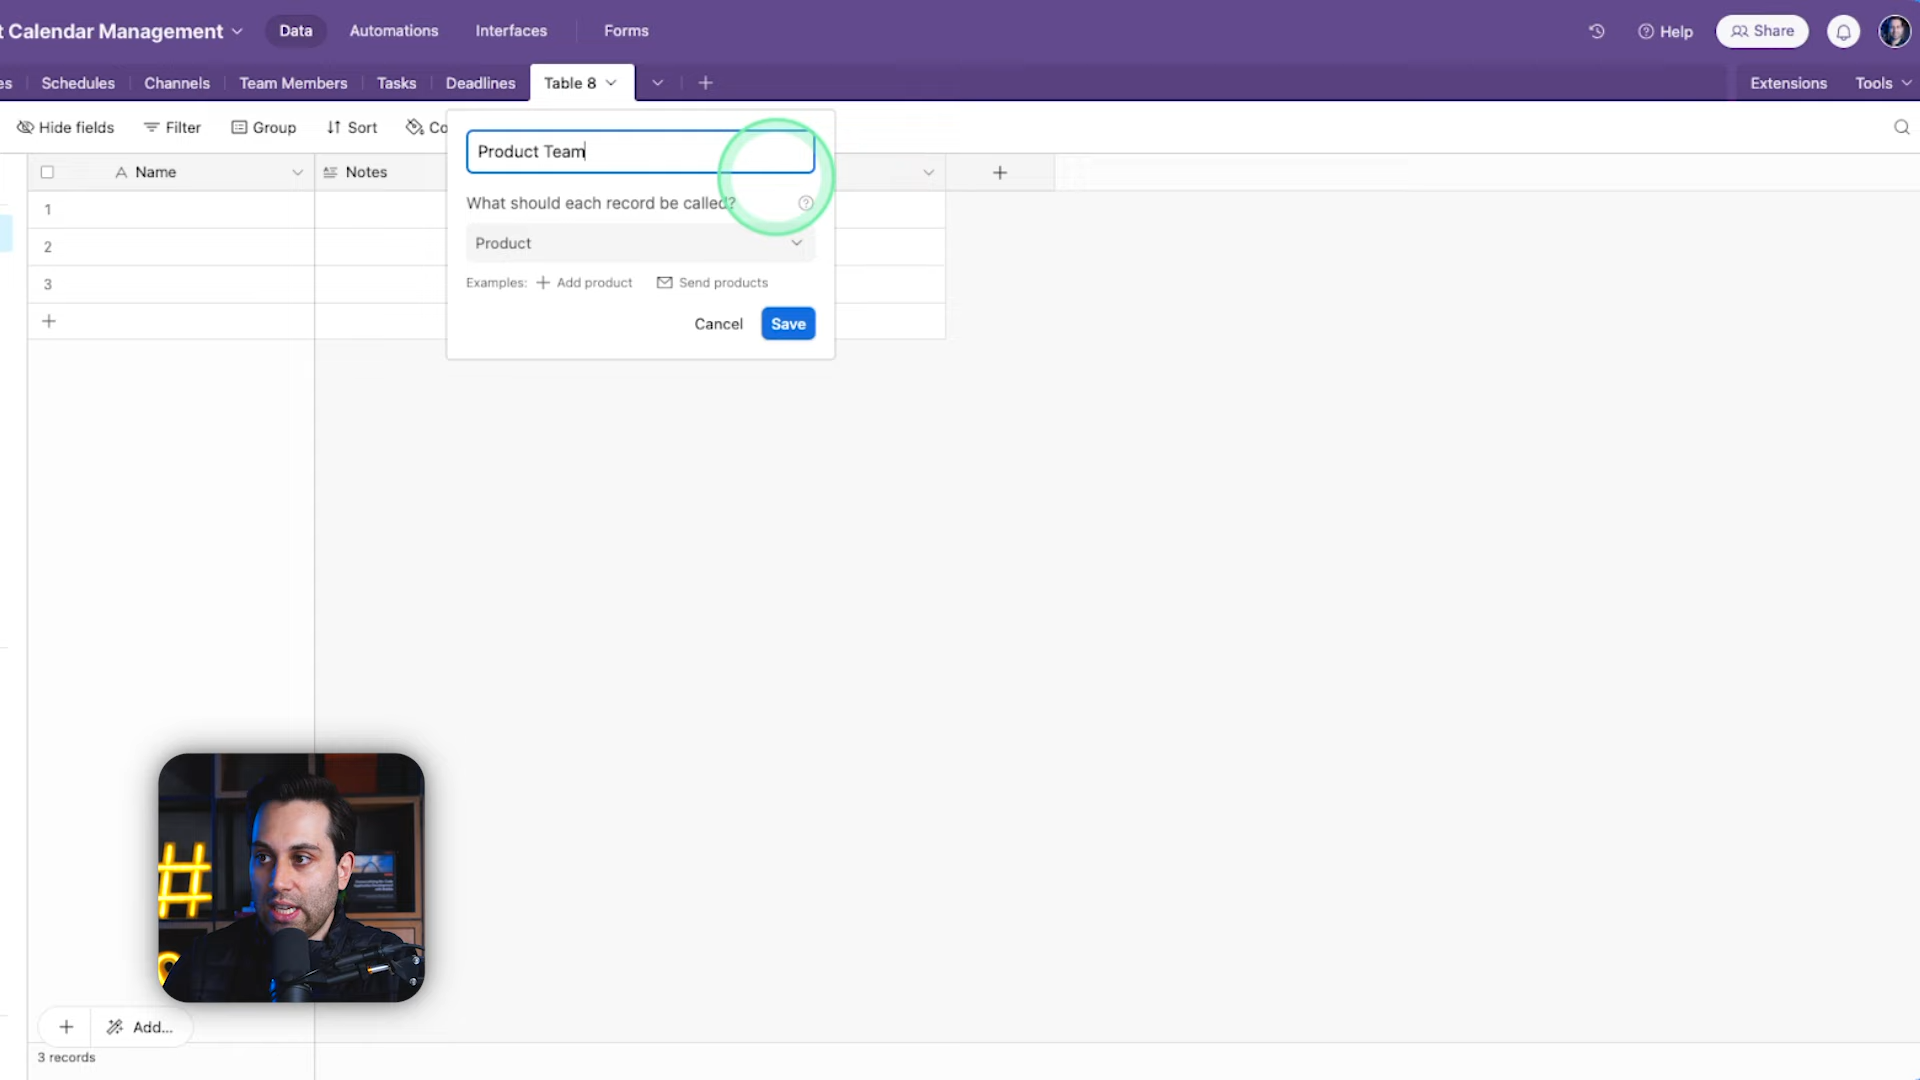 t Calendar Management
Data
Automations
Interfaces
Forms
Help
Share
es
Schedules
Channels
Team Members
Tasks
Deadlines
Table 8
Extensions
Tools
Hide fields
Filter
Group
Sort
Co
Product Team
Name
Notes
What should each record be called?
1
Product
2
3
Examples: + Add product
Send products
Cancel
Save
#
Add...
3 records